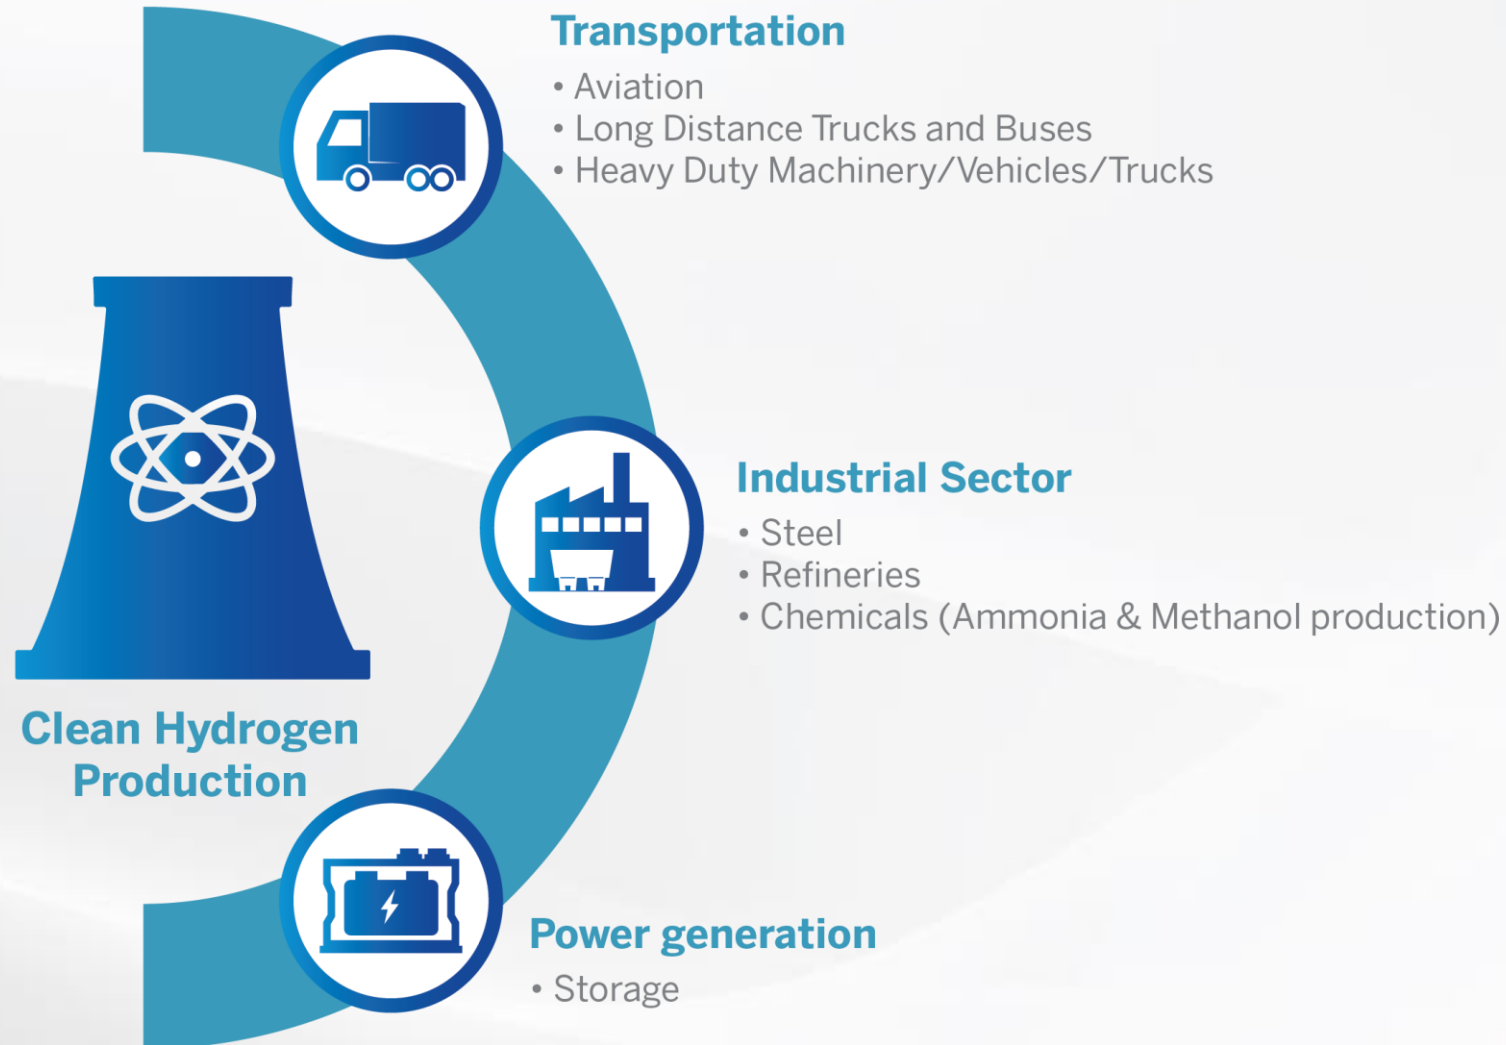 Transportation
• Aviation
• Long Distance Trucks and Buses
• Heavy Duty Machinery/Vehicles/Trucks
Industrial Sector
• Steel
• Refineries
• Chemicals (Ammonia & Methanol production)
Clean Hydrogen
Production
Power generation
• Storage